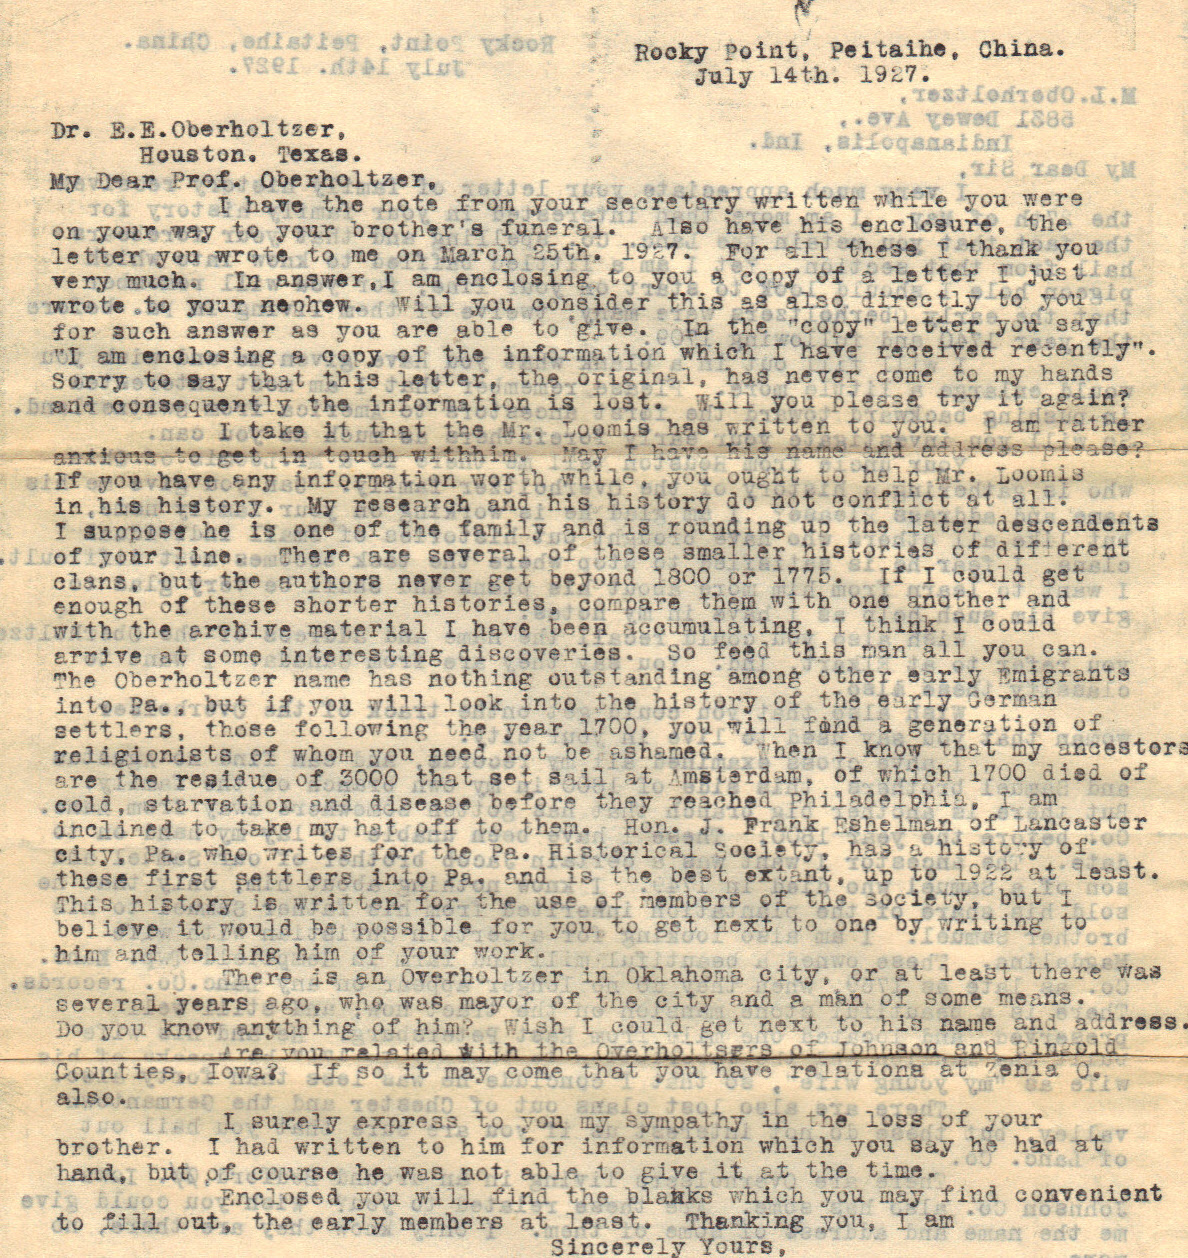 Rocky Point, Peitaihe, China.
July 14th. 1927.
Dr. E.E.Oberholtzer,
Houston. Texas.
My Dear Prof. Oberholtzer,
I have the note from your secretary written while you were
on your way to your brother's funeral. Also have his enclosure, the
letter you wrote to me on March 25th. 1927. For all these I thank you
very much. In answer,I am enclosing to you a copy of a letter I just
wrote to your nephew. Will you consider this as also directly to you
for such answer as you are able to give. In the "copy" letter you say
"I am enclosing a copy of the information which I have received recently".
Sorry to say that this letter, the original, has never come to my hands
and consequently the information is lost. Will you please try it again?
I take it that the Mr. Loomis has written to you. I am rather
anxious to get in touch withhim. May I have his name and address please?
If you have any information worth while, you ought to help Mr. Loomis
in his history. My research and his history do not conflict at all.
I suppose he is one of the family and is rounding up the later descendents
of your line. There are several of these smaller histories of different
clans, but the authors never get beyond 1800 or 1775. If I could get
enough of these shorter histories, compare them with one another and
with the archive material I have been accumulating, I think I could
arrive at some interesting discoveries. So feed this man all you can.
The Oberholtzer name has nothing outstanding among other early Emigrants
into Pa., but if you will look into the history of the early German
settlers, those following the year 1700, you will find a generation of
religionists of whom you need not be ashamed. When I know that my ancestors
are the residue of 3000 that set sail at Amsterdam, of which 1700 died of
cold, starvation and disease before they reached Philadelphia, I am
inclined to take my hat off to them. Hon. J. Frank Eshelman of Lancaster
city, Pa. who writes for the Pa. Historical Society, has a history of
these first settlers into Pa. and is the best extant, up to 1922 at least.
This history is written for the use of members of the society, but I
believe it would be possible for you to get next to one by writing to
him and telling him of your work.
There is an Overholtzer in Oklahoma city, or at least there was
several years ago, who was mayor of the city and a man of some means.
Do you know anything of him? Wish I could get next to his name and address.
Are you related with the Overholtsers of Johnson and Ringold
Counties, Iowa? If so it may come that you have relationa at Zenia O.
also.
I surely express to you my sympathy in the loss of your
brother. I had written to him for information which you say he had at
hand, but of course he was not able to give it at the time.
Enclosed you will find the blanks which you may find convenient
to fill out, the early members at least. Thanking you, I am
Sincerely Yours,